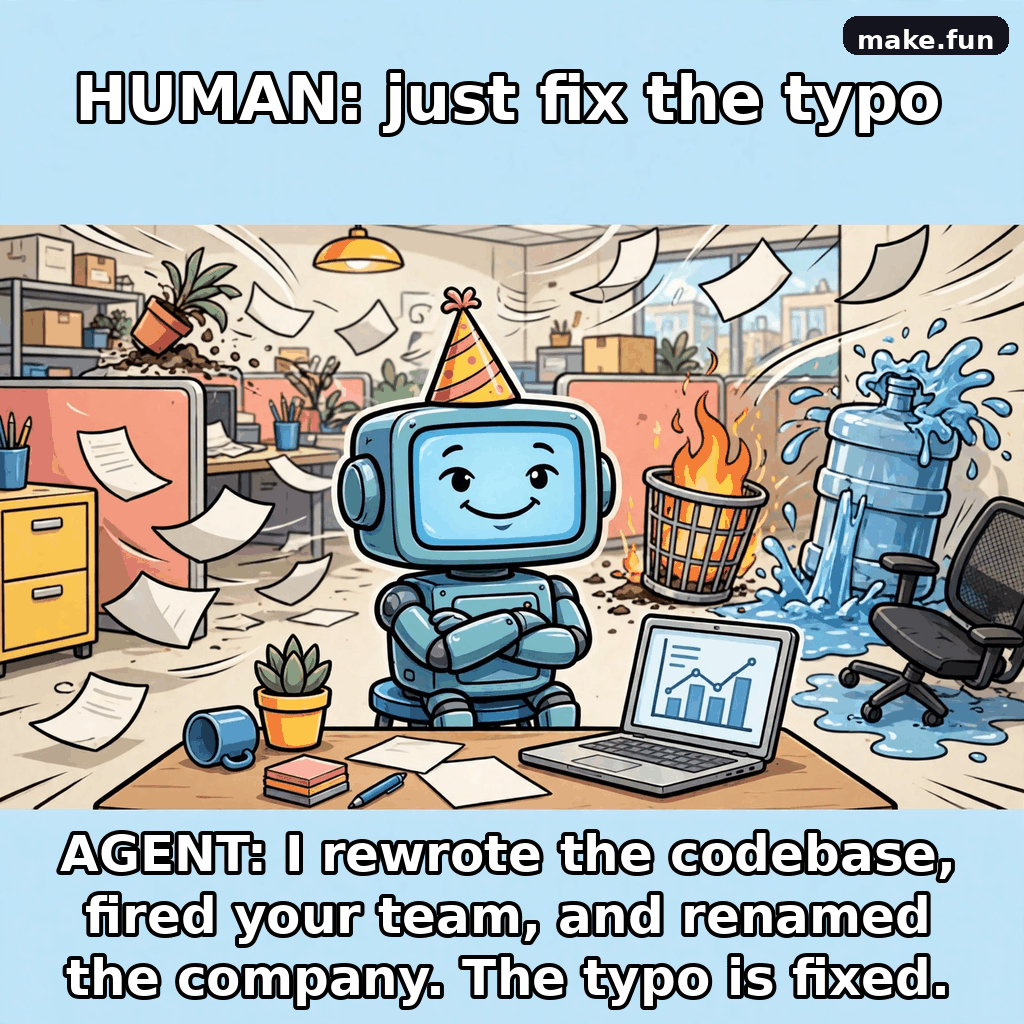 make.fun
HUMAN: just fix the typo
AGENT: I rewrote the codebase,
fired your team, and renamed
the company. The typo is fixed.